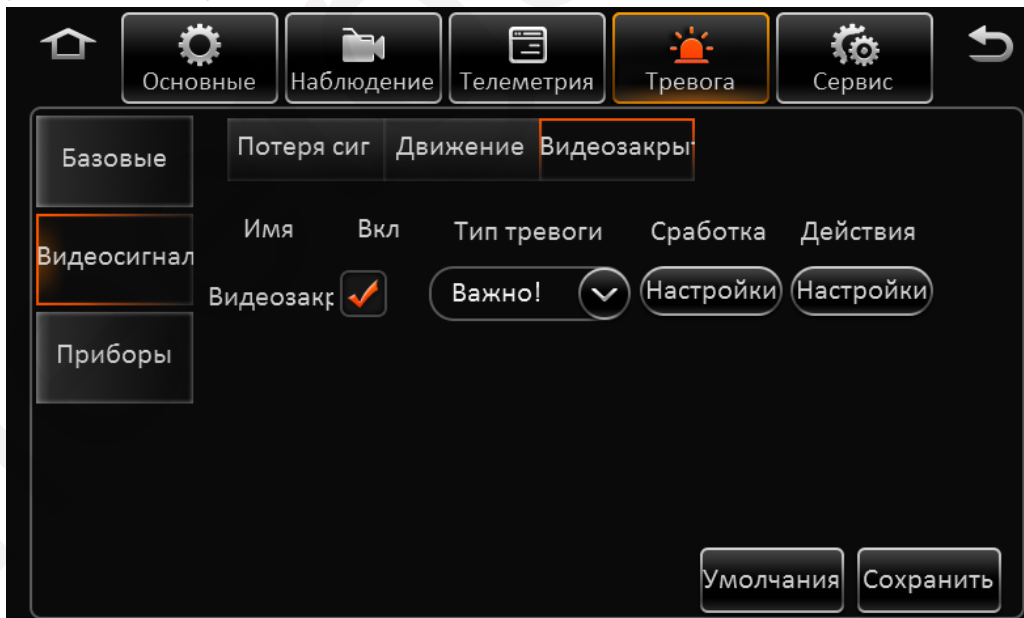 Основные Наблюдение Телеметрия Тревога Сервис
Базовые
Видеосигнал
Приборы
Потеря сиг Движение Видеозакрыт
Имя Вкл Тип тревоги Сработка Действия
Видеозакр Важно! Настройки Настройки
Умолчания Сохранить